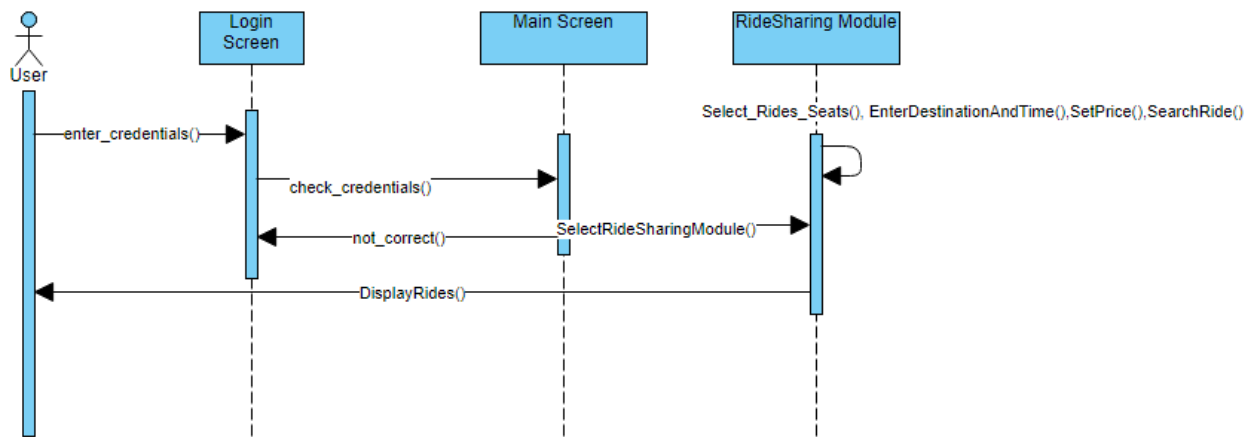 Login
Screen
Main Screen
RideSharing Module
User
Select_Rides_Seats(), EnterDestinationAndTime(),SetPrice(),SearchRide()
enter_credentials()
check_credentials()
SelectRideSharingModule()
not_correct()
DisplayRides()